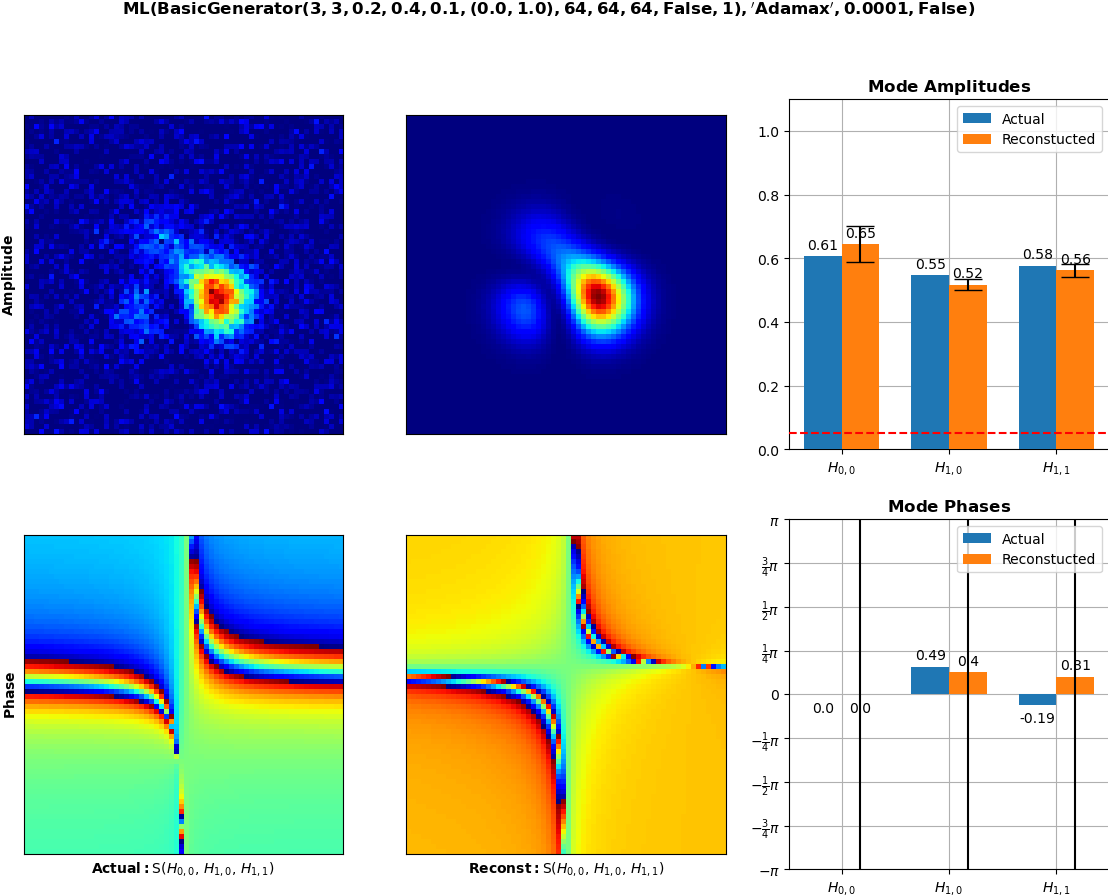 ML(BasicGenerator(3, 3, 0.2, 0.4, 0.1, (0.0, 1.0), 64, 64, 64, False, 1), 'Adamax', 0.0001, False)
Mode Amplitudes
Actual
Reconstucted
1.0
0.8
0.6
0.4
0.2
0.0
0.61
0.65
0.55
0.52
0.58
0.56
H0,0
H1,0
H1,1
Amplitude
Mode Phases
Actual
Reconstucted
π
3/4π
1/2π
1/4π
0
−1/4π
−1/2π
−3/4π
−π
0.0
0.0
0.49
0.4
-0.19
H0,0
H1,0
H1,1
Phase
Actual: S(H0,0, H1,0, H1,1)
Reconst: S(H0,0, H1,0, H1,1)